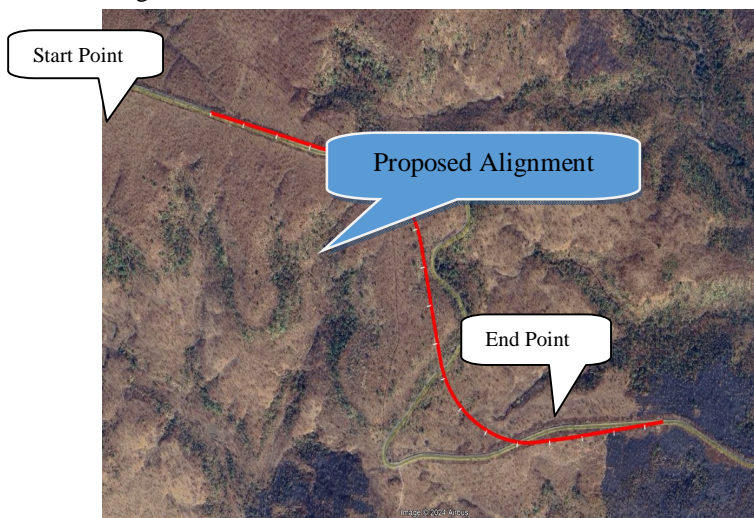 Start Point
Proposed Alignment
End Point
Image © 2024 Airbus